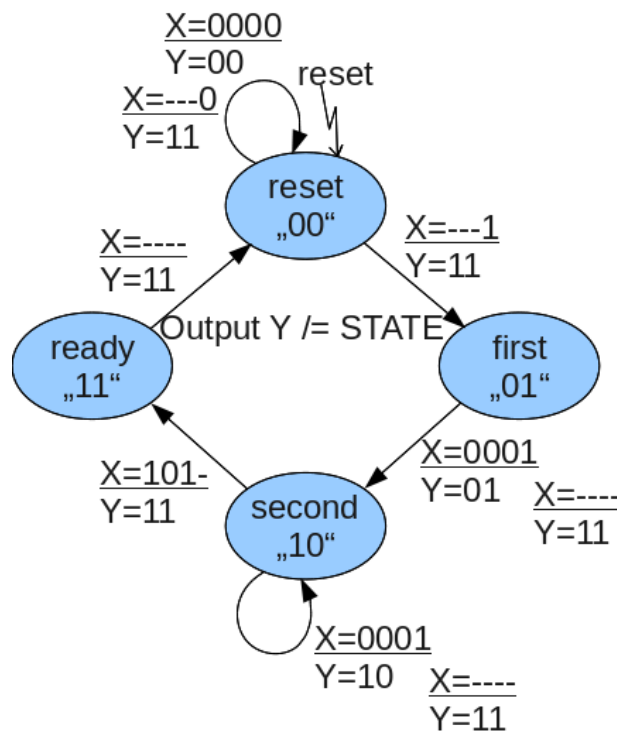 X=0000
Y=00
reset
X=---0
Y=11
reset
„00“
X=----
Y=11
X=---1
Y=11
Output Y /= STATE
ready
„11“
first
„01“
X=101-
Y=11
X=0001
Y=01
X=----
Y=11
second
„10“
X=0001
Y=10
X=----
Y=11